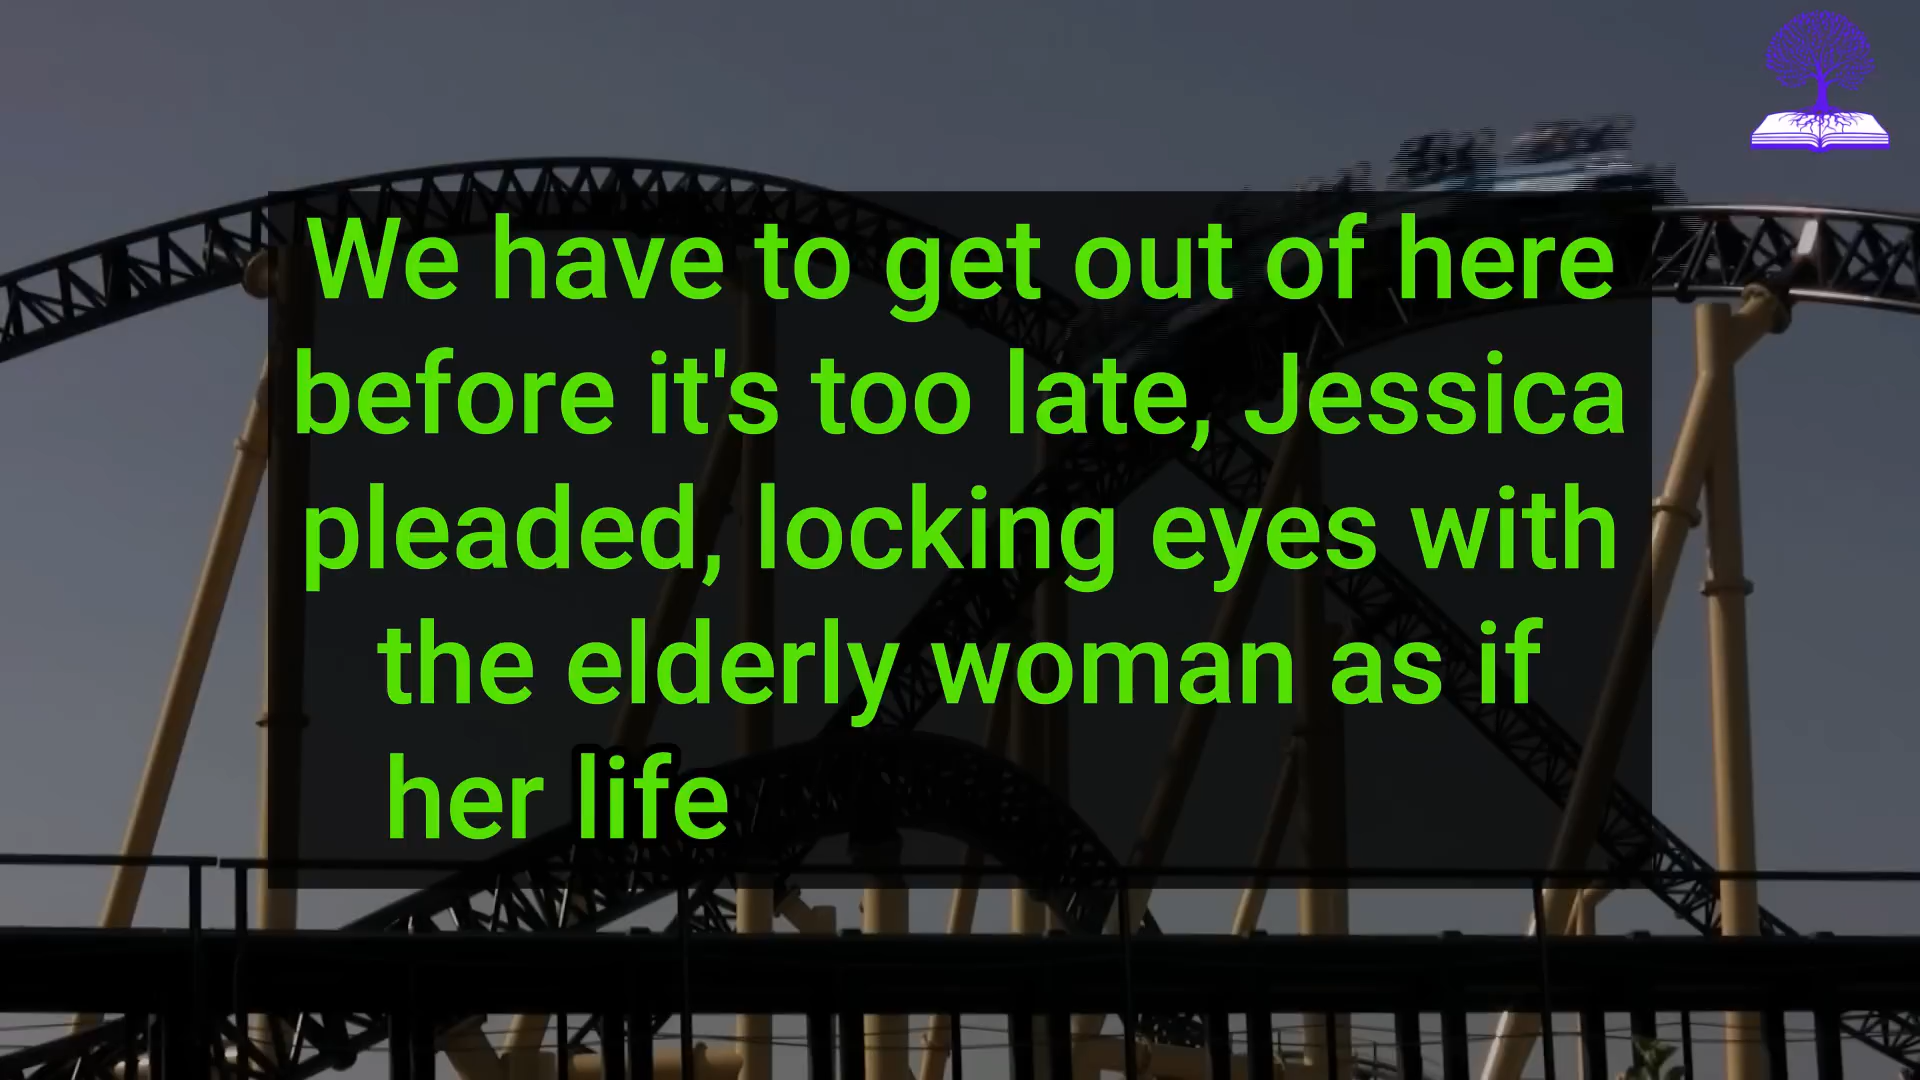 We have to get out of here
before it's too late, Jessica
pleaded, locking eyes with
the elderly woman as if
her life